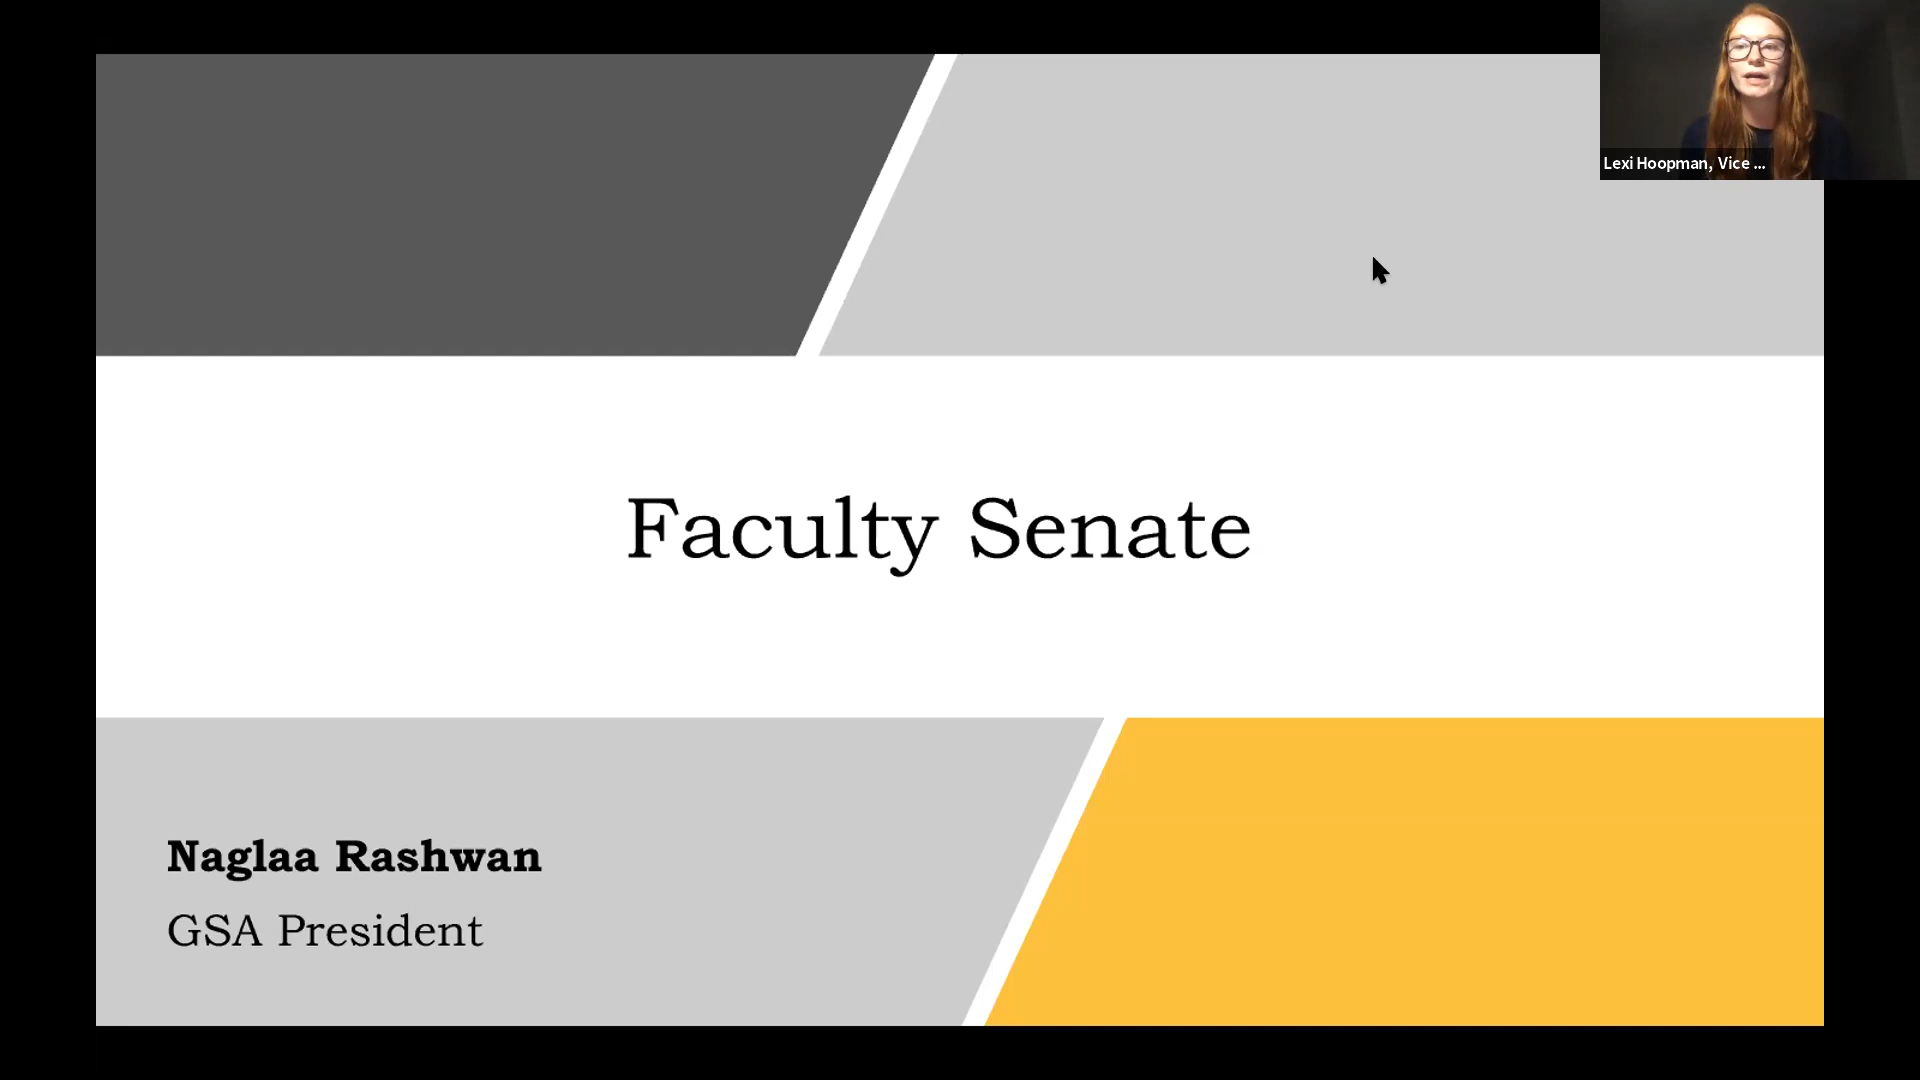 Lexi Hoopman, Vice ...
Faculty Senate
Naglaa Rashwan
GSA President